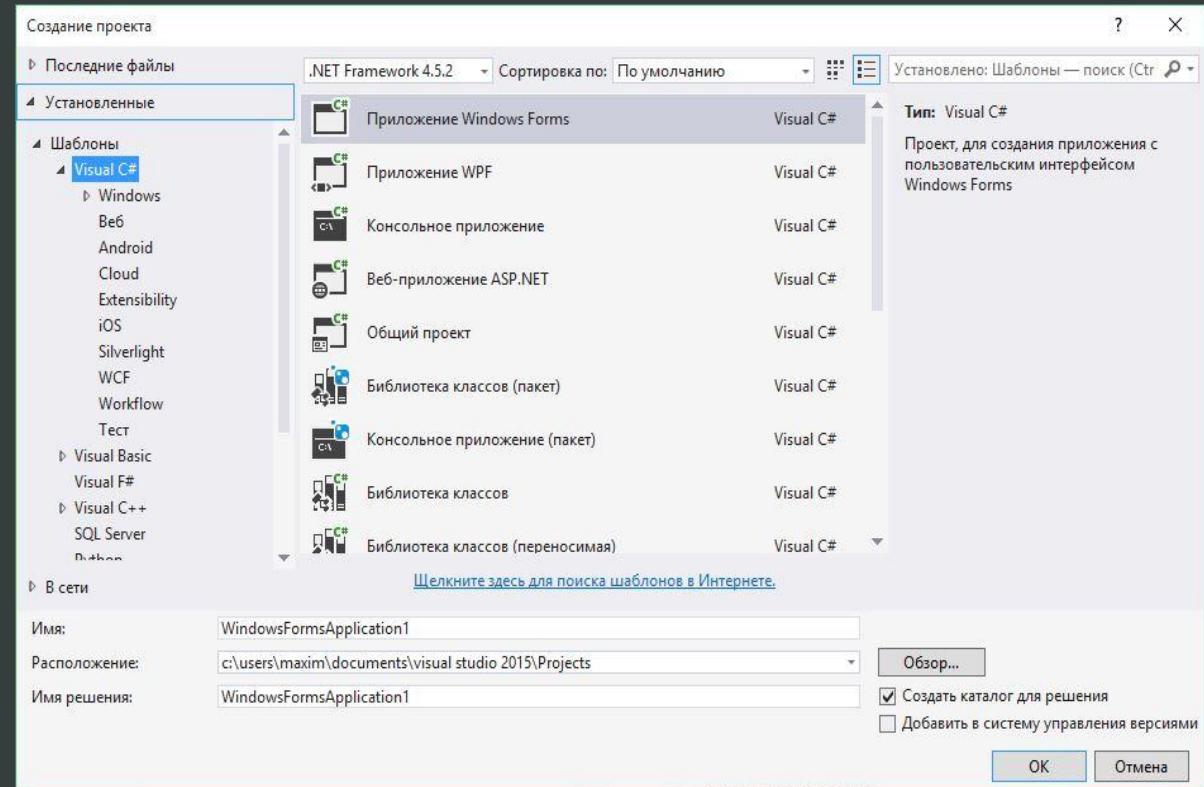 Создание проекта
? X
Последние файлы
Установленные
Шаблоны
Visual C#
Windows
Веб
Android
Cloud
Extensibility
iOS
Silverlight
WCF
Workflow
Тест
Visual Basic
Visual F#
Visual C++
SQL Server
Python
В сети
.NET Framework 4.5.2 Сортировка по: По умолчанию
Приложение Windows Forms Visual C#
Приложение WPF Visual C#
Консольное приложение Visual C#
Веб-приложение ASP.NET Visual C#
Общий проект Visual C#
Библиотека классов (пакет) Visual C#
Консольное приложение (пакет) Visual C#
Библиотека классов Visual C#
Библиотека классов (переносимая) Visual C#
Щелкните здесь для поиска шаблонов в Интернете.
Установлено: Шаблоны — поиск (Ctr
Тип: Visual C#
Проект, для создания приложения с
пользовательским интерфейсом
Windows Forms
Имя: WindowsFormsApplication1
Расположение: c:\users\maxim\documents\visual studio 2015\Projects Обзор...
Имя решения: WindowsFormsApplication1
Создать каталог для решения
Добавить в систему управления версиями
ОК Отмена